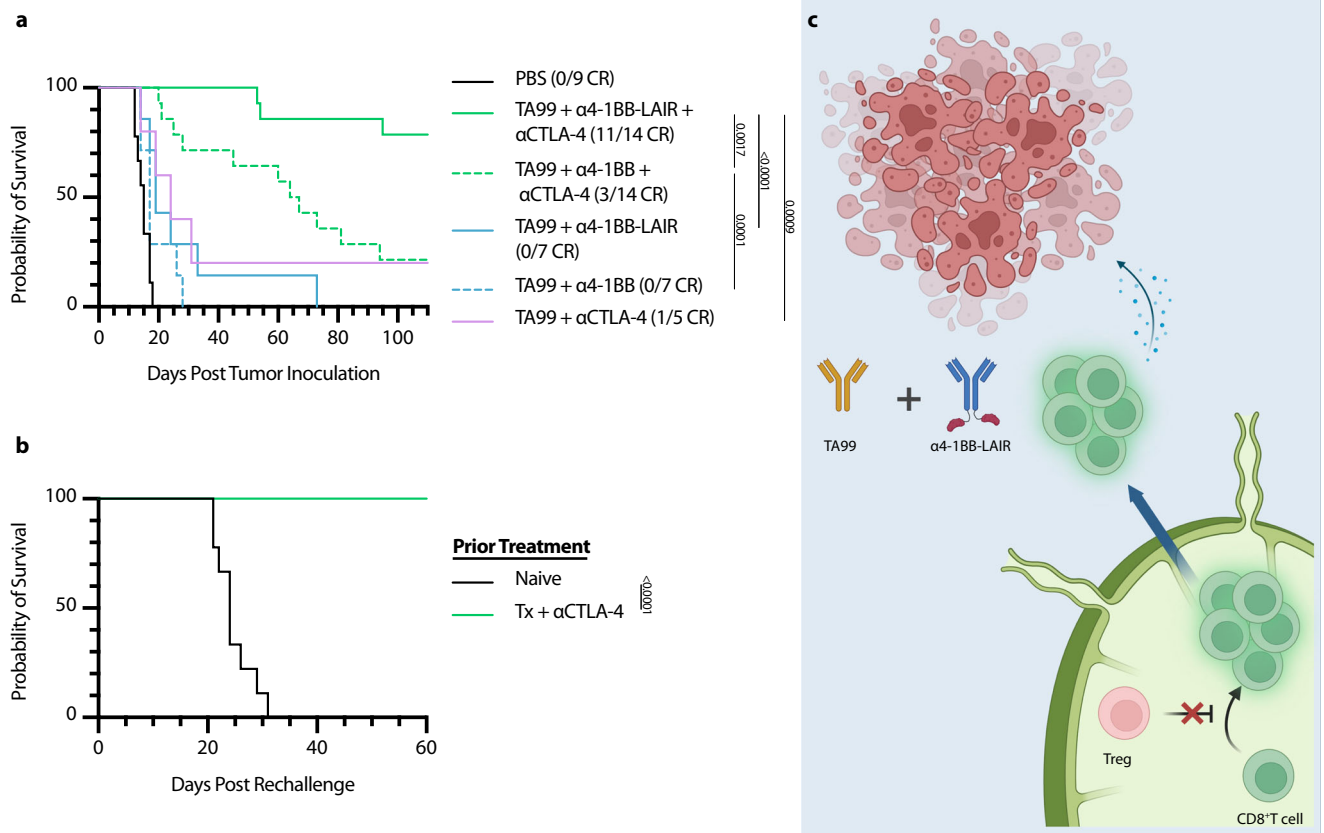 a
Probability of Survival
100
50
0
0
20
40
60
80
100
Days Post Tumor Inoculation
PBS (0/9 CR)
TA99 + α4-1BB-LAIR +
αCTLA-4 (11/14 CR)
TA99 + α4-1BB +
αCTLA-4 (3/14 CR)
TA99 + α4-1BB-LAIR
(0/7 CR)
TA99 + α4-1BB (0/7 CR)
TA99 + αCTLA-4 (1/5 CR)
0.0017
0.0001
<0.0001
0.0009
b
Probability of Survival
100
50
0
0
20
40
60
Days Post Rechallenge
Prior Treatment
Naive
Tx + αCTLA-4
<0.0001
c
+
TA99
α4-1BB-LAIR
Treg
CD8⁺T cell